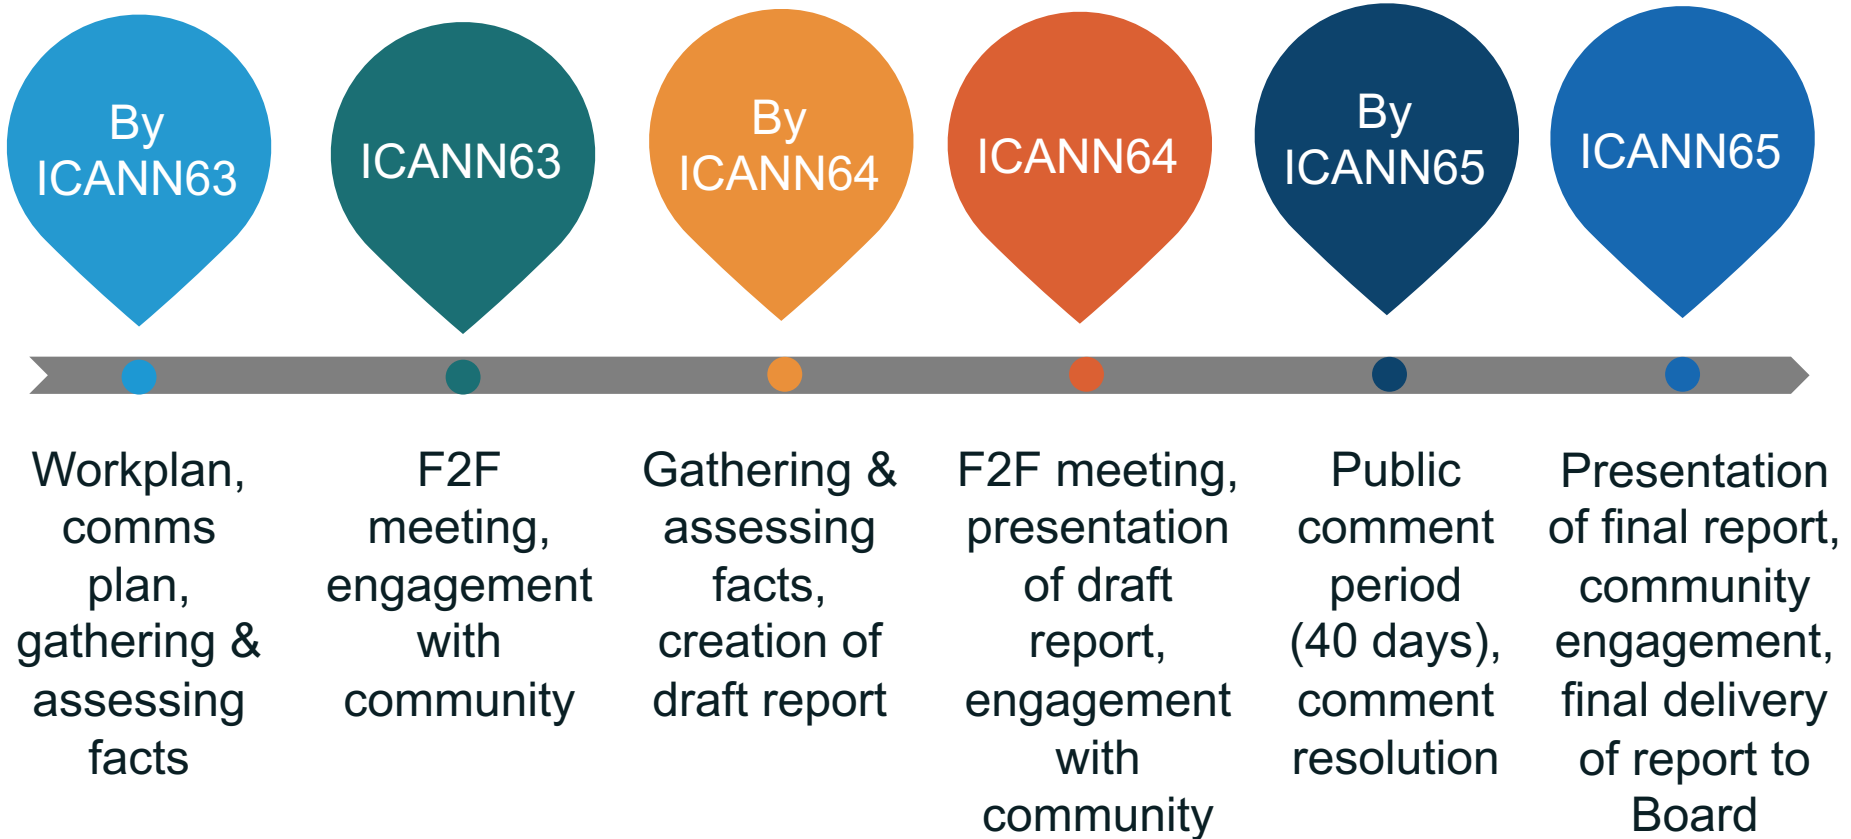 By
ICANN63
ICANN63
By
ICANN64
ICANN64
By
ICANN65
ICANN65
Workplan,
comms
plan,
gathering &
assessing
facts
F2F
meeting,
engagement
with
community
Gathering &
assessing
facts,
creation of
draft report
F2F meeting,
presentation
of draft
report,
engagement
with
community
Public
comment
period
(40 days),
comment
resolution
Presentation
of final report,
community
engagement,
final delivery
of report to
Board